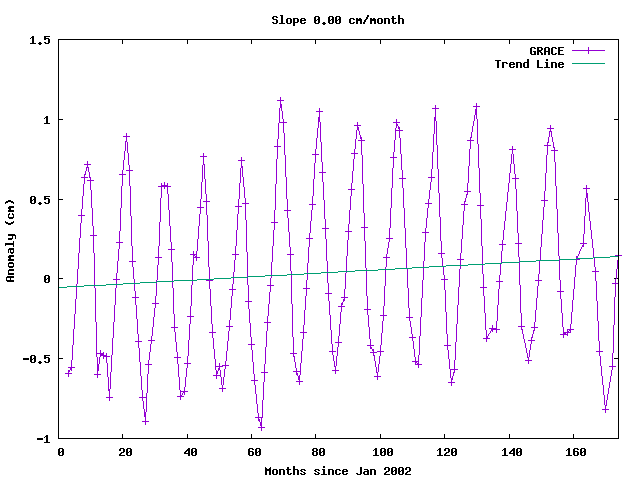 Slope 0.00 cm/month
GRACE
Trend Line
1.5
1
0.5
0
-0.5
-1
Anomaly (cm)
0 20 40 60 80 100 120 140 160
Months since Jan 2002